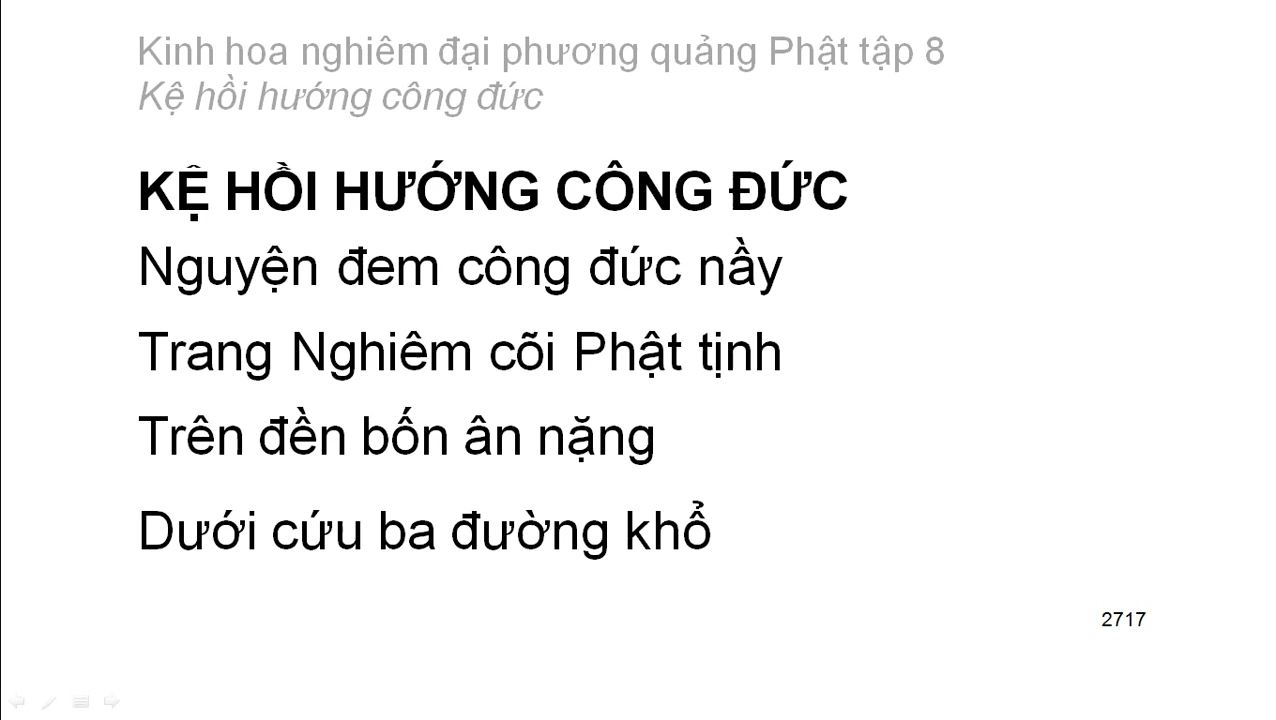 Kinh hoa nghiêm đại phương quảng Phật tập 8
Kệ hồi hướng công đức
KỆ HỒI HƯỚNG CÔNG ĐỨC
Nguyện đem công đức nầy
Trang Nghiêm cõi Phật tịnh
Trên đền bốn ân nặng
Dưới cứu ba đường khổ
2717